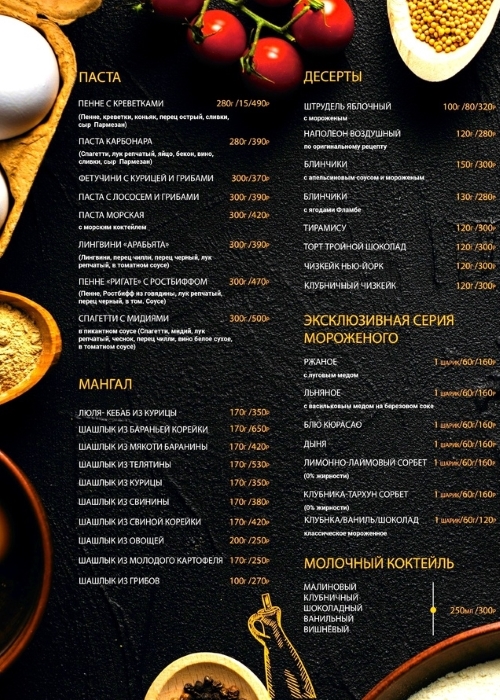 ПАСТА
ПЕННЕ С КРЕВЕТКАМИ 280г /15/490р
(Пенне, креветки, коньяк, перец острый, сливки,
сыр Пармезан)
ПАСТА КАРБОНАРА 280г /390р
(Спагетти, лук репчатый, яйцо, бекон, вино,
сливки, сыр Пармезан)
ФЕТУЧИНИ С КУРИЦЕЙ И ГРИБАМИ 300г/370р
ПАСТА С ЛОСОСЕМ И ГРИБАМИ 300г /390р
ПАСТА МОРСКАЯ 300г /420р
с морским коктейлем
ЛИНГВИНИ «АРАБЬЯТА» 300г /390р
(Лингвини, перец чилли, перец черный, лук
репчатый, в томатном соусе)
ПЕННЕ «РИГАТЕ» С РОСТБИФФОМ 300г /470р
(Пенне, Ростбифф из говядины, лук репчатый,
перец черный, в том. Соусе)
СПАГЕТТИ С МИДИЯМИ 300г /500р
в пикантном соусе (Спагетти, медий, лук
репчатый, чеснок, перец чилли, вино белое сухое,
в томатном соусе)
МАНГАЛ
ЛЮЛЯ- КЕБАБ ИЗ КУРИЦЫ 170г /350р
ШАШЛЫК ИЗ БАРАНЬЕЙ КОРЕЙКИ 170г /650р
ШАШЛЫК ИЗ МЯКОТИ БАРАНИНЫ 170г /420р
ШАШЛЫК ИЗ ТЕЛЯТИНЫ 170г /530р
ШАШЛЫК ИЗ КУРИЦЫ 170г /350р
ШАШЛЫК ИЗ СВИНИНЫ 170г /380р
ШАШЛЫК ИЗ СВИНОЙ КОРЕЙКИ 170г /420р
ШАШЛЫК ИЗ ОВОЩЕЙ 200г /250р
ШАШЛЫК ИЗ МОЛОДОГО КАРТОФЕЛЯ 170г /250р
ШАШЛЫК ИЗ ГРИБОВ 100г /270р
ДЕСЕРТЫ
ШТРУДЕЛЬ ЯБЛОЧНЫЙ 100г /80/320р
с мороженым
НАПОЛЕОН ВОЗДУШНЫЙ 120г /280р
по оригинальному рецепту
БЛИНЧИКИ 150г /300р
с апельсиновым соусом и мороженым
БЛИНЧИКИ 130г /280р
с ягодами Фламбе
ТИРАМИСУ 120г /300р
ТОРТ ТРОЙНОЙ ШОКОЛАД 120г /300р
ЧИЗКЕЙК НЬЮ-ЙОРК 120г /300р
КЛУБНИЧНЫЙ ЧИЗКЕЙК 120г /300р
ЭКСКЛЮЗИВНАЯ СЕРИЯ
МОРОЖЕНОГО
РЖАНОЕ 1 шарик/60г/160р
с луговым медом
ЛЬНЯНОЕ 1 шарик/60г/160р
с васильковым медом на березовом соке
БЛЮ КЮРАСАО 1 шарик/60г/160р
ДЫНЯ 1 шарик/60г/160р
ЛИМОННО-ЛАЙМОВЫЙ СОРБЕТ 1 шарик/60г/160р
(0% жирности)
КЛУБНИКА-ТАРХУН СОРБЕТ 1 шарик/60г/160р
(0% жирности)
КЛУБНКА/ВАНИЛЬ/ШОКОЛАД 1 шарик/60г/120р
классическое мороженное
МОЛОЧНЫЙ КОКТЕЙЛЬ
МАЛИНОВЫЙ
КЛУБНИЧНЫЙ
ШОКОЛАДНЫЙ 250мл /300р
ВАНИЛЬНЫЙ
ВИШНЁВЫЙ